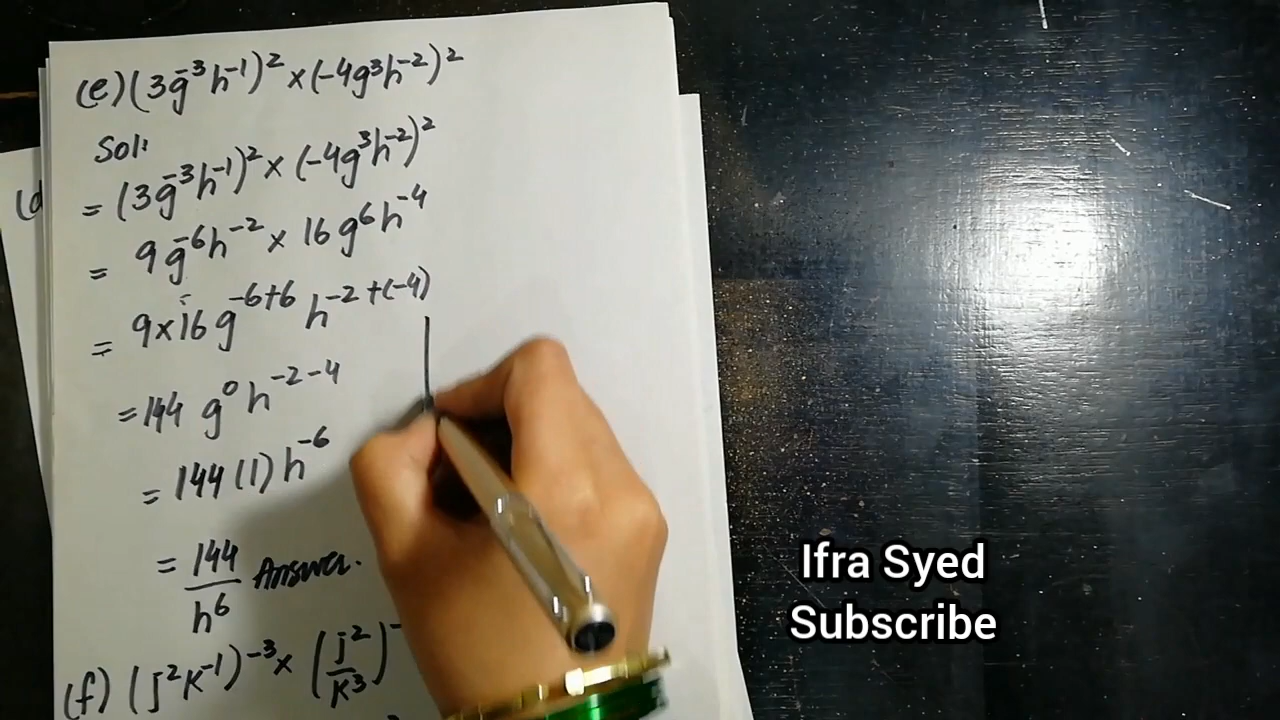 (e) (3g⁻³h⁻¹)² × (-4g³h⁻²)²
Sol:
= (3g⁻³h⁻¹)² × (-4g³h⁻²)²
= 9g⁻⁶h⁻² × 16g⁶h⁻⁴
= 9×16g⁻⁶⁺⁶ h⁻²⁺⁽⁻⁴⁾
=144 g⁰h⁻²⁻⁴
= 144(1)h⁻⁶
= 144/h⁶ Answer.
(f) (j²k⁻¹)⁻³× (j²/k³)⁻
(d
Ifra Syed
Subscribe